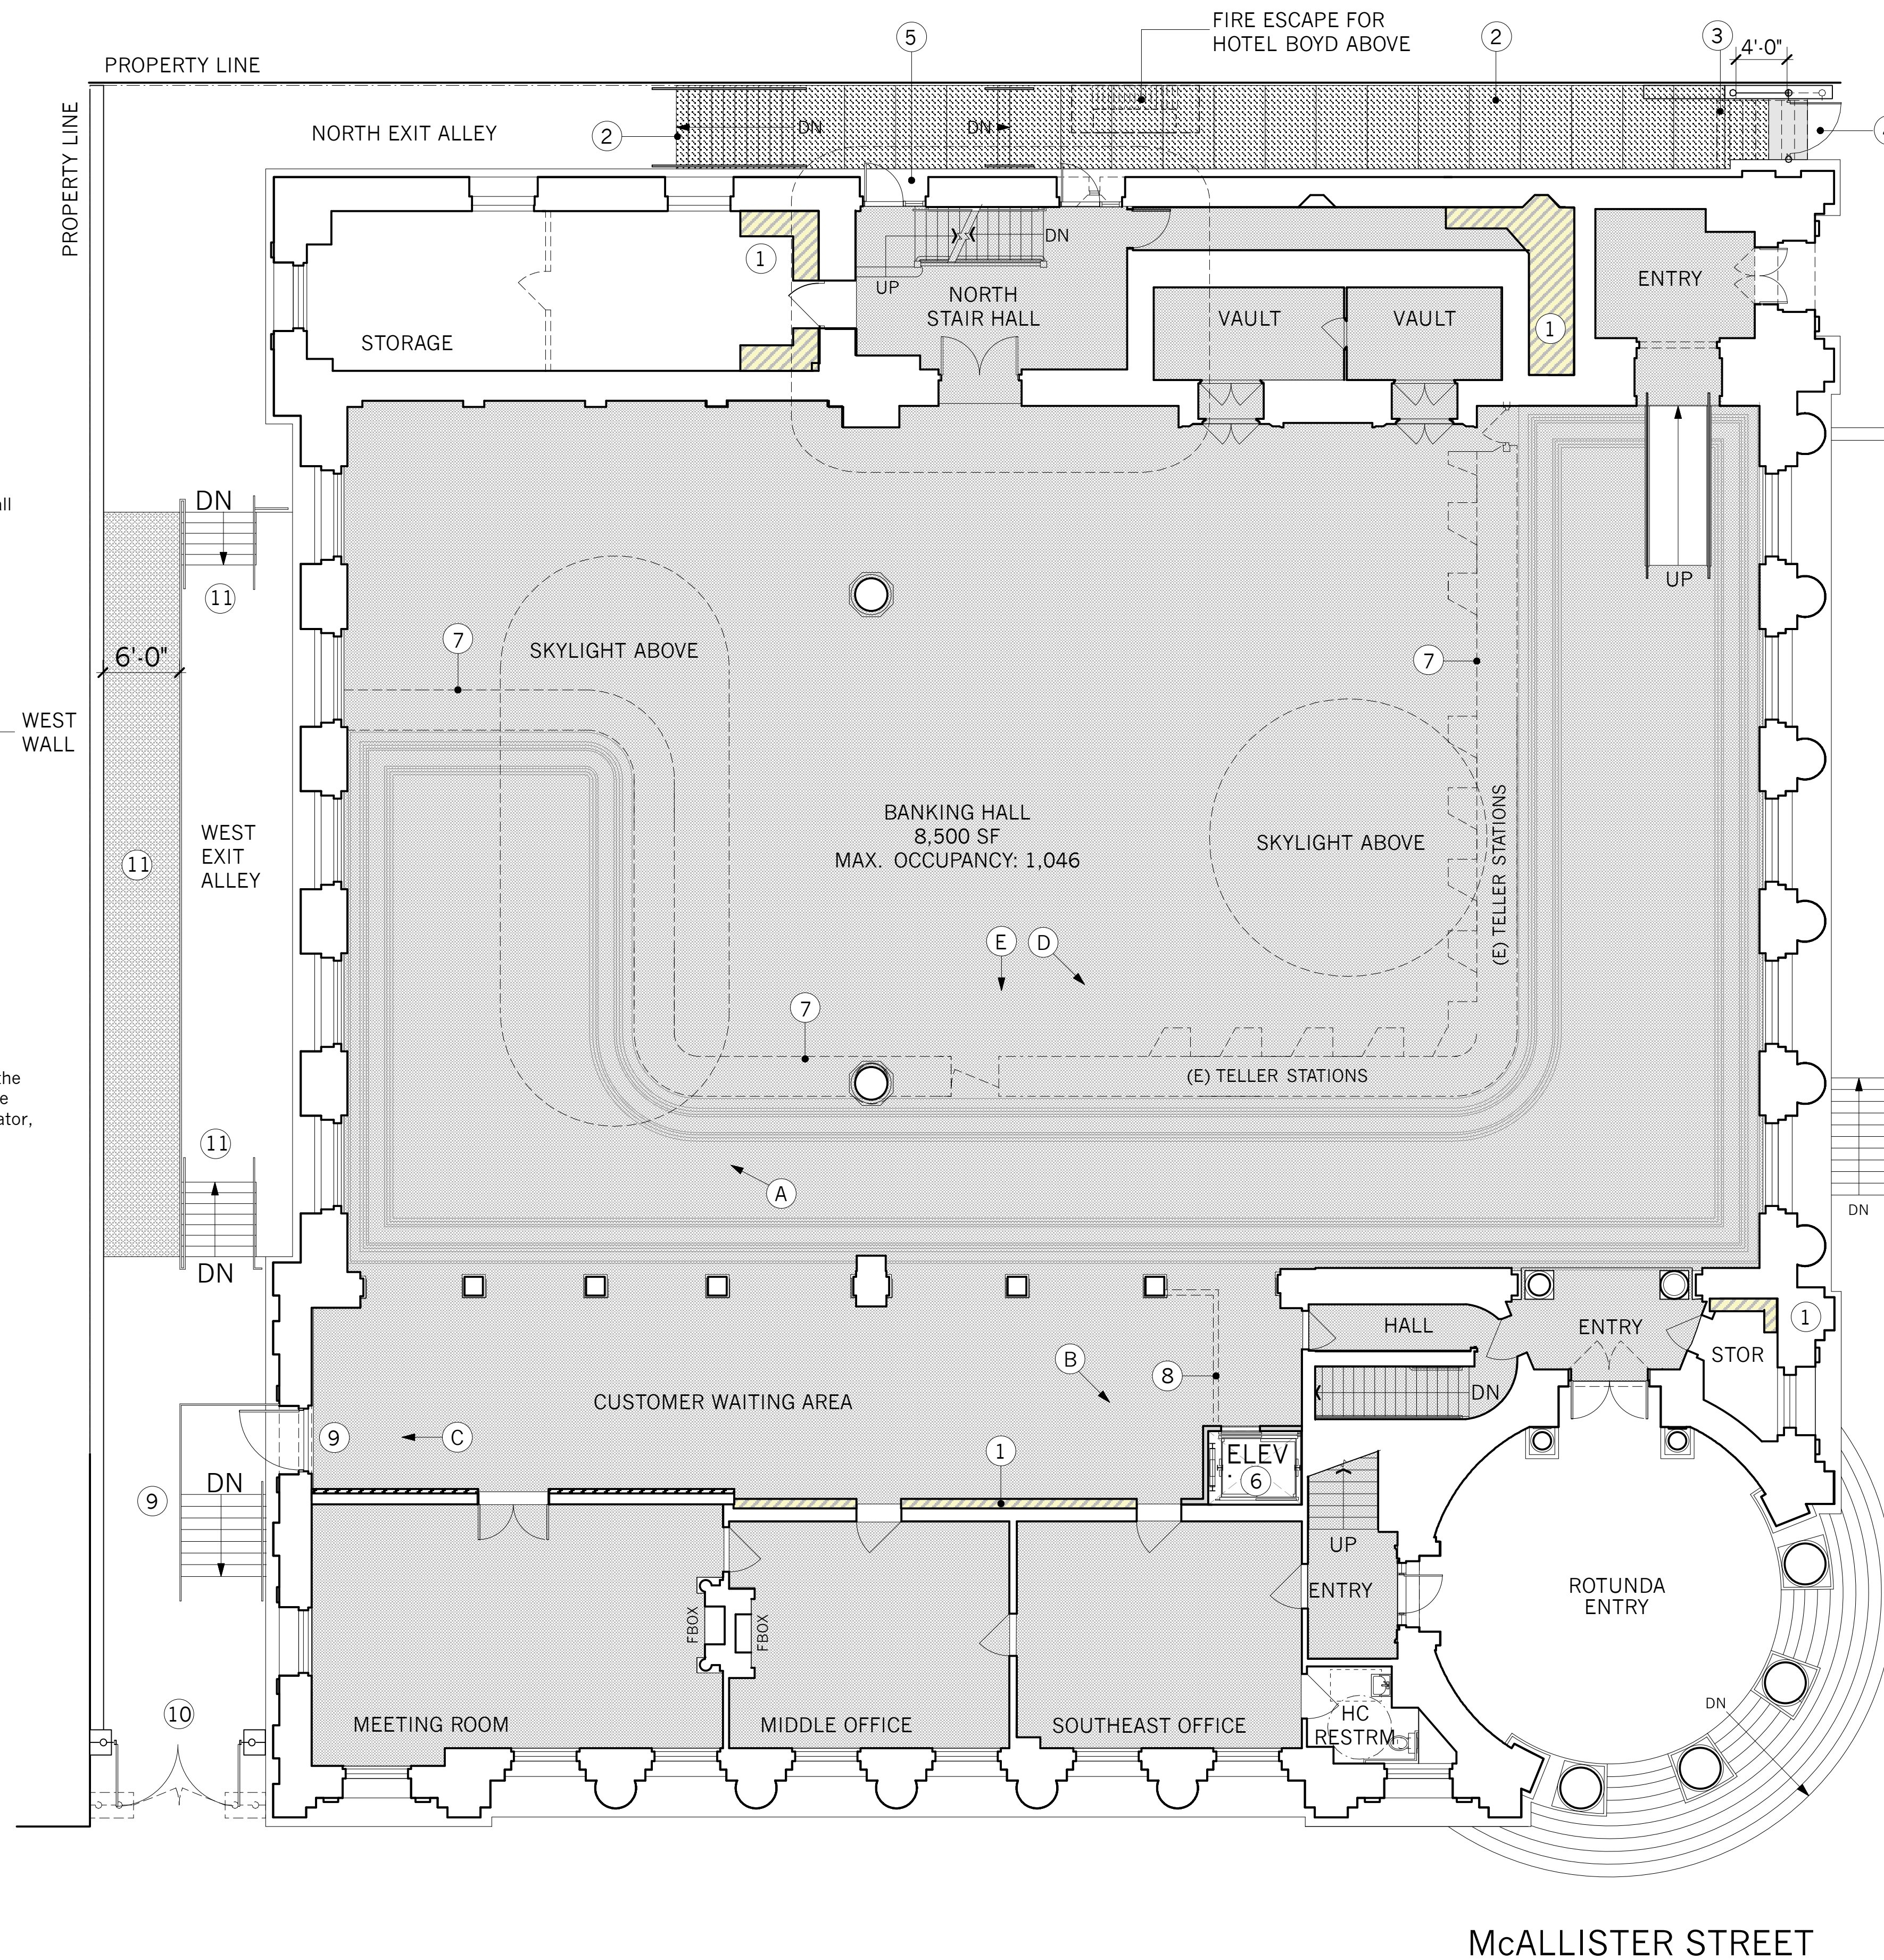 FIRE ESCAPE FOR
HOTEL BOYD ABOVE
5
2
3
4'-0"
PROPERTY LINE
PROPERTY LINE
NORTH EXIT ALLEY
2
DN
DN
1
DN
UP
NORTH
STAIR HALL
STORAGE
VAULT
VAULT
1
ENTRY
DN
11
UP
7
SKYLIGHT ABOVE
7
6'-0"
WEST
WALL
BANKING HALL
8,500 SF
MAX. OCCUPANCY: 1,046
SKYLIGHT ABOVE
(E) TELLER STATIONS
WEST
EXIT
ALLEY
11
E
D
7
the
(E) TELLER STATIONS
ator,
11
A
DN
DN
HALL
ENTRY
1
STOR
B
8
DN
CUSTOMER WAITING AREA
9
C
1
ELEV
6
DN
9
UP
ENTRY
ROTUNDA
ENTRY
FBOX
FBOX
10
MEETING ROOM
MIDDLE OFFICE
SOUTHEAST OFFICE
HC
RESTRM
DN
McALLISTER STREET